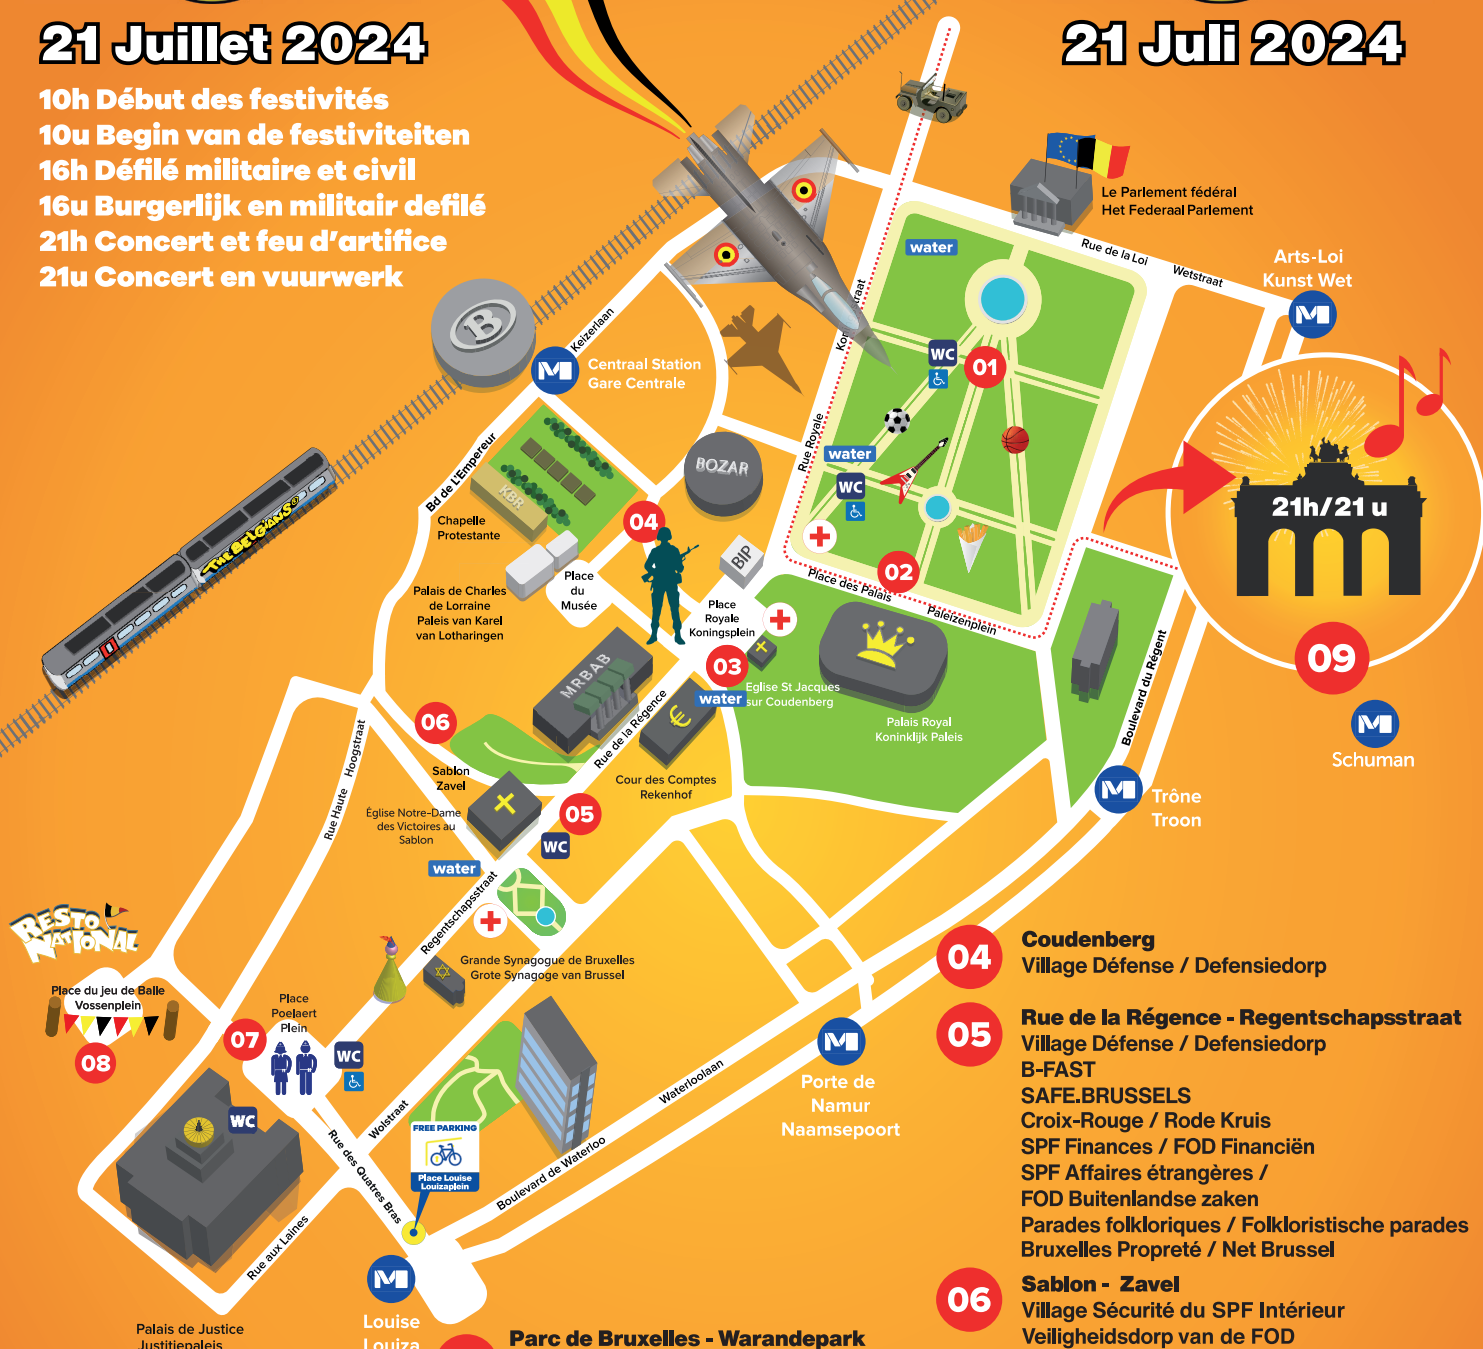 21 Juillet 2024
10h Début des festivités
10u Begin van de festiviteiten
16h Défilé militaire et civil
16u Burgerlijk en militair defilé
21h Concert et feu d'artifice
21u Concert en vuurwerk
21 Juli 2024
Le Parlement fédéral
Het Federaal Parlement
Rue de la Loi
Wetstraat
Arts-Loi
Kunst Wet
M
water
B
Keizerlaan
M
Centraal Station
Gare Centrale
WC
01
Rue Royale
water
WC
BOZAR
Bd de L'Empereur
KBR
Chapelle
Protestante
04
THE BELGIANS
21h/21 u
09
M
Schuman
BIP
02
Place des Palais
Paleizenplein
Place
du
Musée
Palais de Charles
de Lorraine
Paleis van Karel
van Lotharingen
Place
Royale
Koningsplein
03
water
Eglise St Jacques
sur Coudenberg
MRBAB
€
Rue de la Régence
Palais Royal
Koninklijk Paleis
Boulevard du Régent
06
Sablon
Zavel
Cour des Comptes
Rekenhof
M
Trône
Troon
Rue Haute
Hoogstraat
Église Notre-Dame
des Victoires au
Sablon
05
WC
water
Regentschapsstraat
Grande Synagogue de Bruxelles
Grote Synagoge van Brussel
RESTO
NATIONAL
Place du jeu de Balle
Vossenplein
08
Place
Poelaert
Plein
07
WC
WC
Wolstraat
Rue des Quatres Bras
Rue aux Laines
FREE PARKING
Place Louise
Louizaplein
Boulevard de Waterloo
Waterloolaan
M
Porte de
Namur
Naamsepoort
M
Louise
Louiza
Palais de Justice
Justitiepaleis
Parc de Bruxelles - Warandepark
04
Coudenberg
Village Défense / Defensiedorp
05
Rue de la Régence - Regentschapsstraat
Village Défense / Defensiedorp
B-FAST
SAFE.BRUSSELS
Croix-Rouge / Rode Kruis
SPF Finances / FOD Financiën
SPF Affaires étrangères /
FOD Buitenlandse zaken
Parades folkloriques / Folkloristische parades
Bruxelles Propreté / Net Brussel
06
Sablon - Zavel
Village Sécurité du SPF Intérieur
Veiligheidsdorp van de FOD